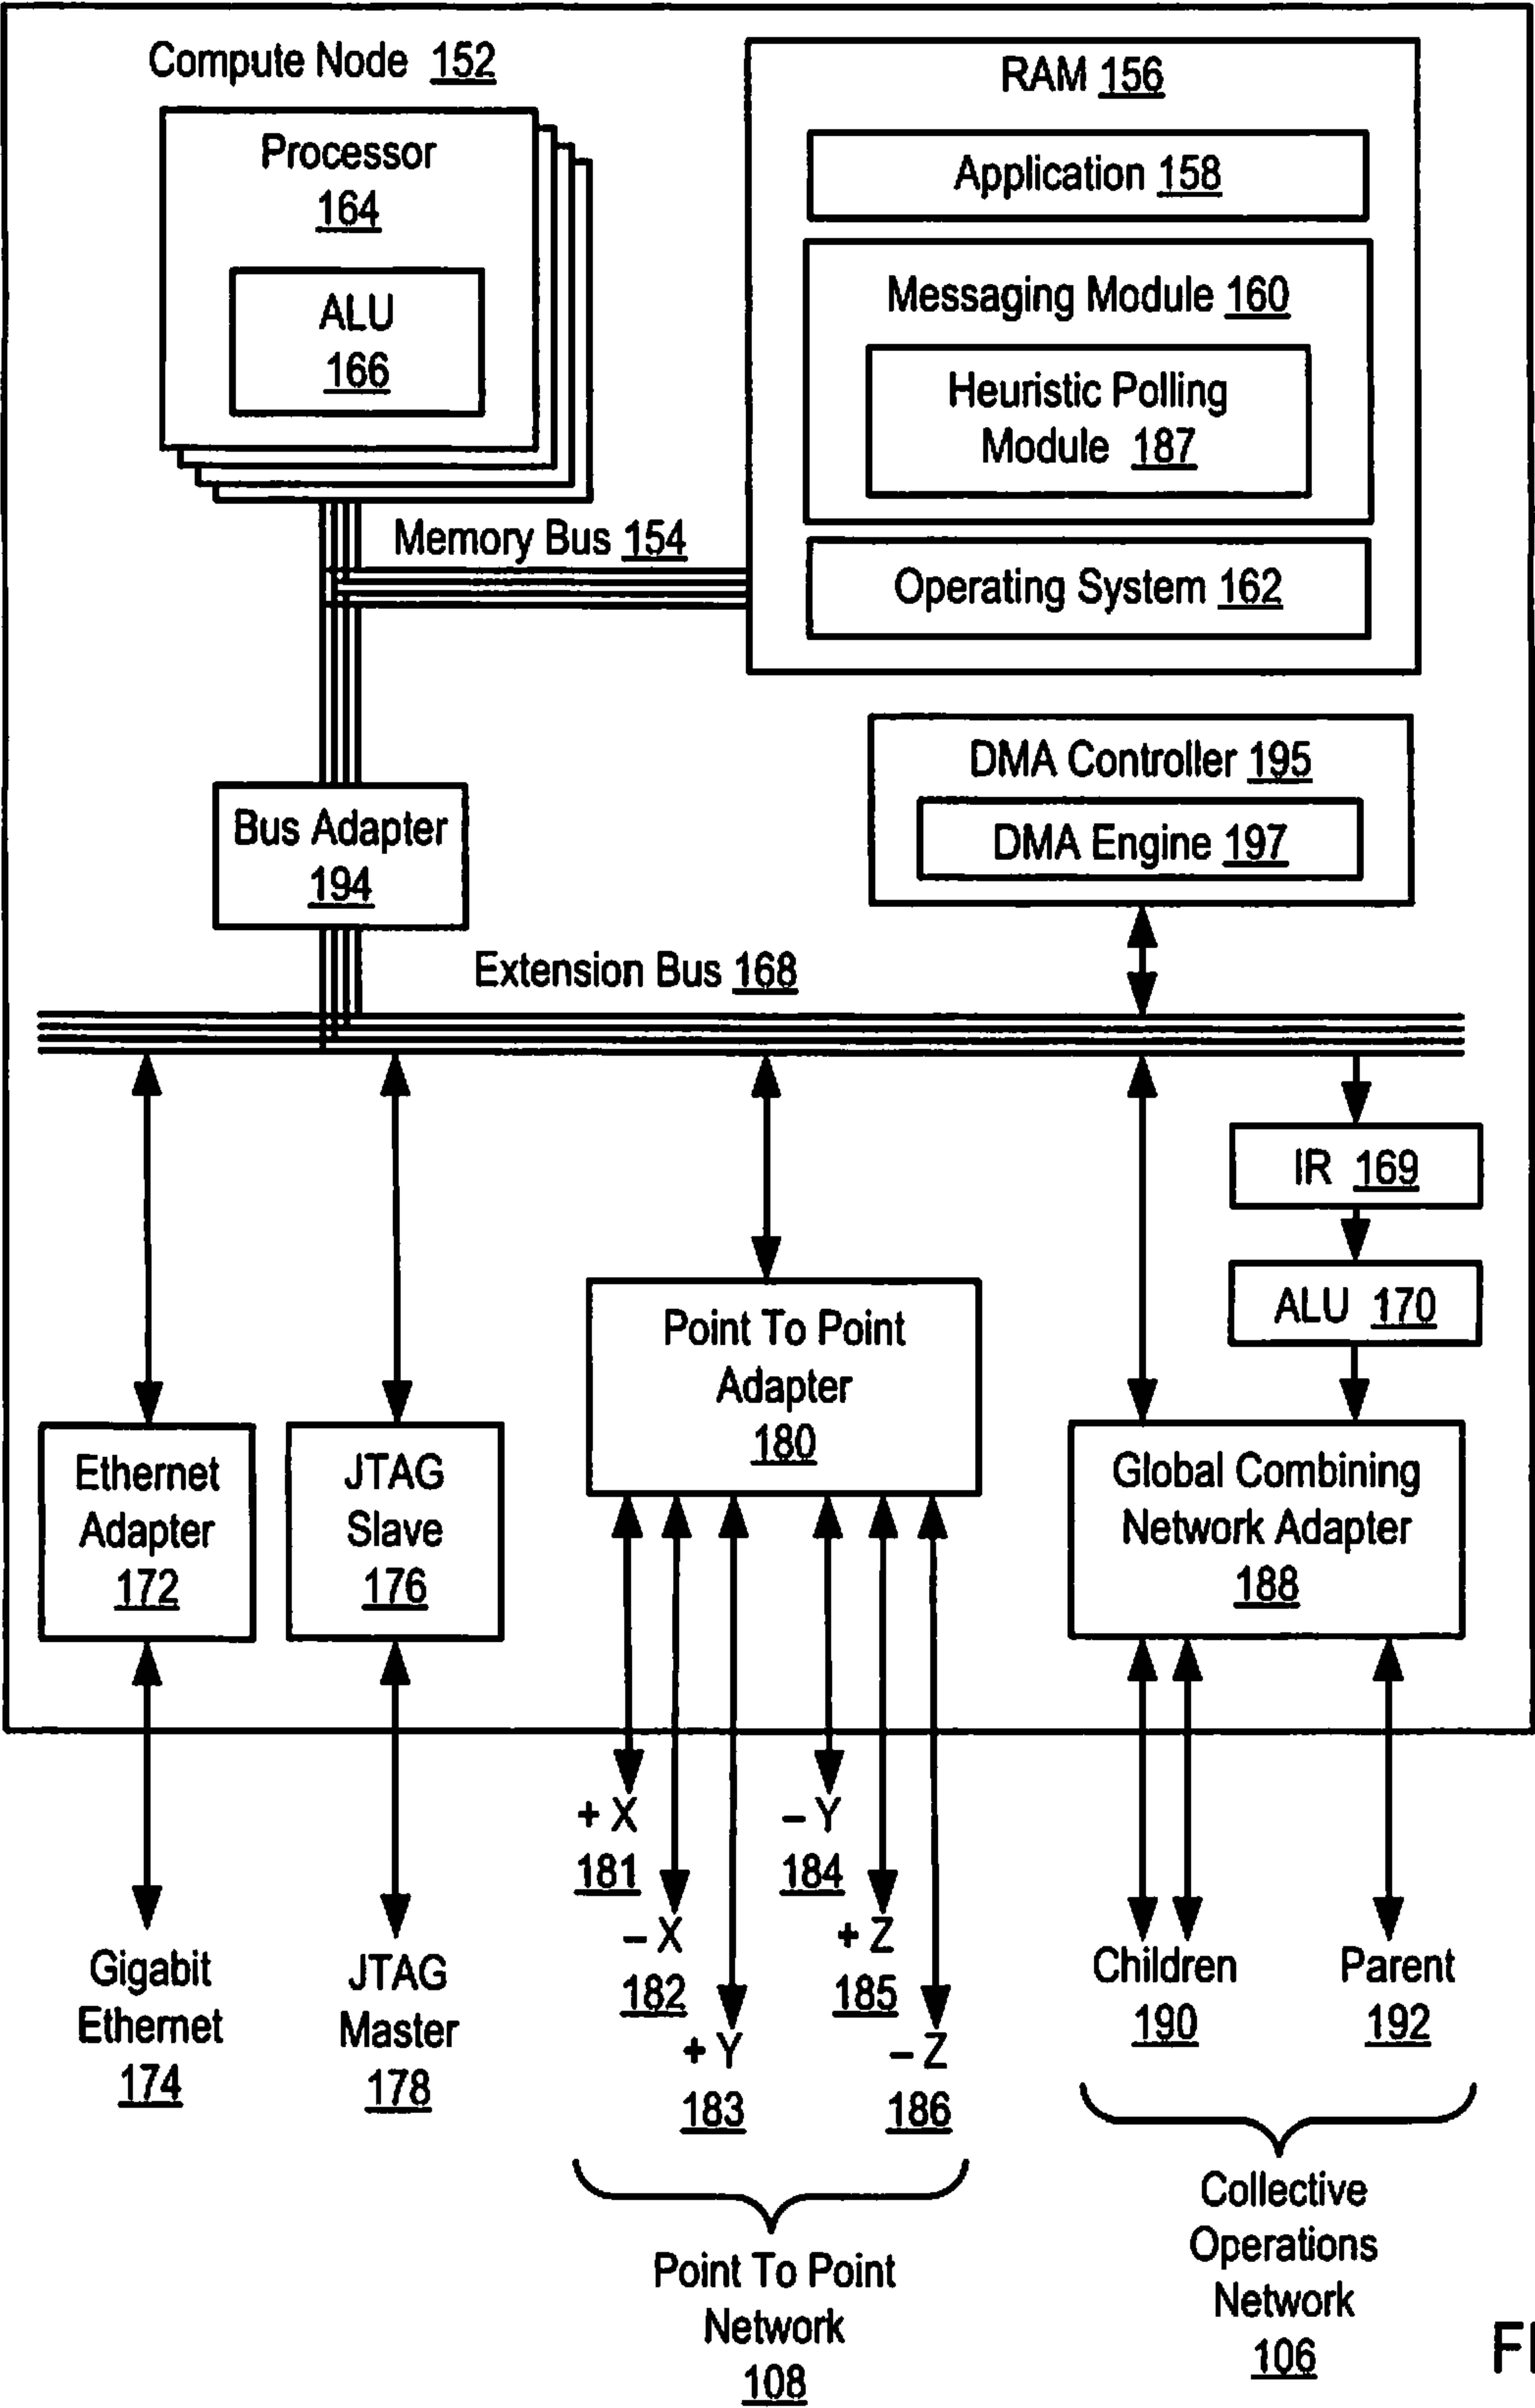 Compute Node 152
Processor
164
ALU
166
RAM 156
Application 158
Messaging Module 160
Heuristic Polling
Module 187
Operating System 162
Memory Bus 154
DMA Controller 195
DMA Engine 197
Bus Adapter
194
Extension Bus 168
IR 169
ALU 170
Point To Point
Adapter
180
Ethernet
Adapter
172
JTAG
Slave
176
Global Combining
Network Adapter
188
+ X
181
– X
182
+ Y
183
– Y
184
+ Z
185
– Z
186
Gigabit
Ethernet
174
JTAG
Master
178
Children
190
Parent
192
Point To Point
Network
108
Collective
Operations
Network
106